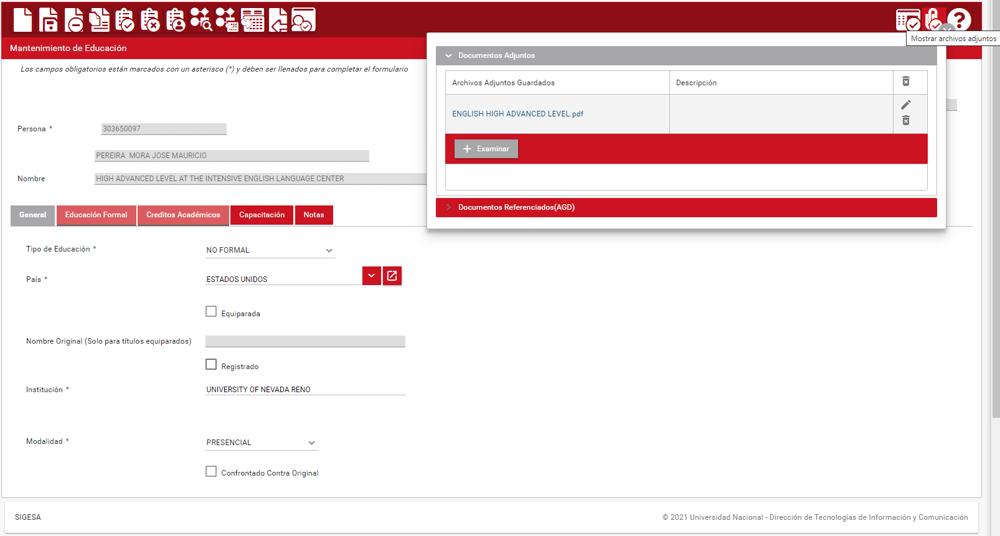 Mostrar archivos adjuntos
Mantenimiento de Educación
Los campos obligatorios están marcados con un asterisco (*) y deben ser llenados para completar el formulario
Documentos Adjuntos
Archivos Adjuntos Guardados
Descripción
ENGLISH HIGH ADVANCED LEVEL.pdf
Examinar
Documentos Referenciados(AGD)
Persona *
303650097
PEREIRA MORA JOSE MAURICIO
Nombre
HIGH ADVANCED LEVEL AT THE INTENSIVE ENGLISH LANGUAGE CENTER
General
Educación Formal
Creditos Académicos
Capacitación
Notas
Tipo de Educación *
NO FORMAL
País *
ESTADOS UNIDOS
Equiparada
Nombre Original (Solo para títulos equiparados)
Registrado
Institución *
UNIVERSITY OF NEVADA RENO
Modalidad *
PRESENCIAL
Confrontado Contra Original
SIGESA
© 2021 Universidad Nacional - Dirección de Tecnologías de Información y Comunicación